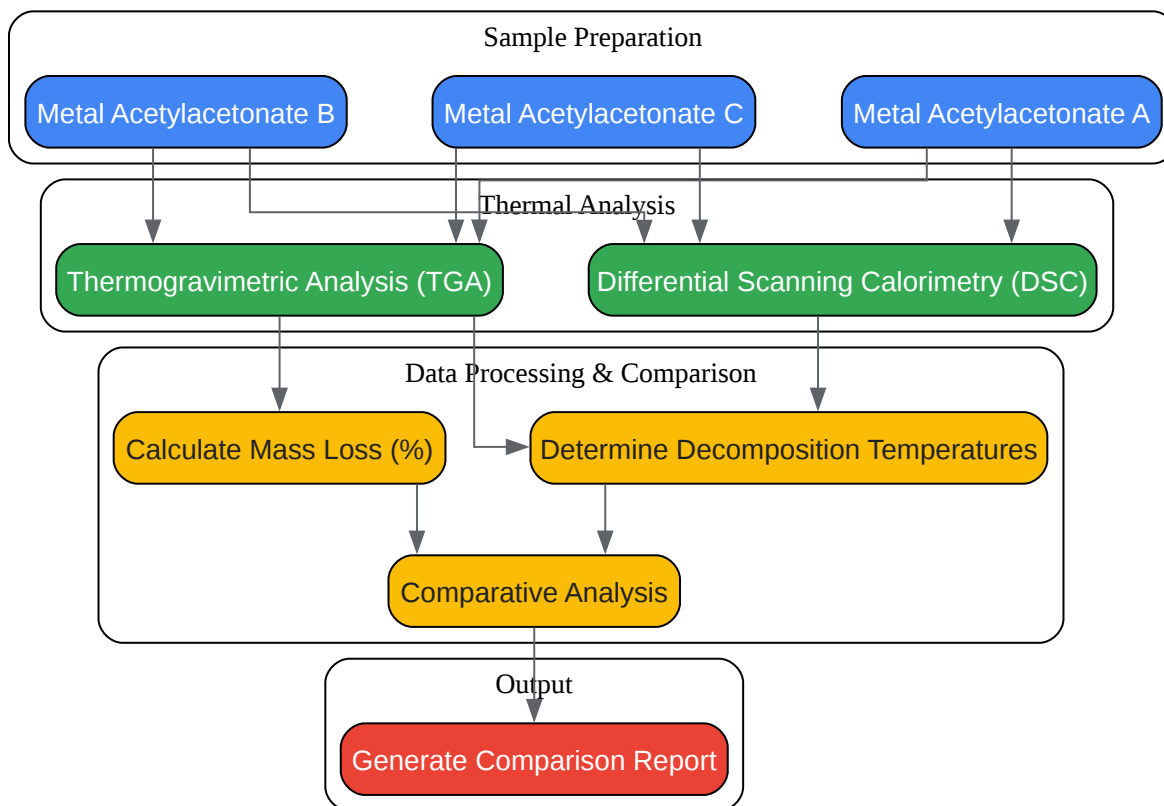 Sample Preparation
Metal Acetylacetonate B
Metal Acetylacetonate C
Metal Acetylacetonate A
Thermal Analysis
Thermogravimetric Analysis (TGA)
Differential Scanning Calorimetry (DSC)
Data Processing & Comparison
Calculate Mass Loss (%)
Determine Decomposition Temperatures
Comparative Analysis
Output
Generate Comparison Report